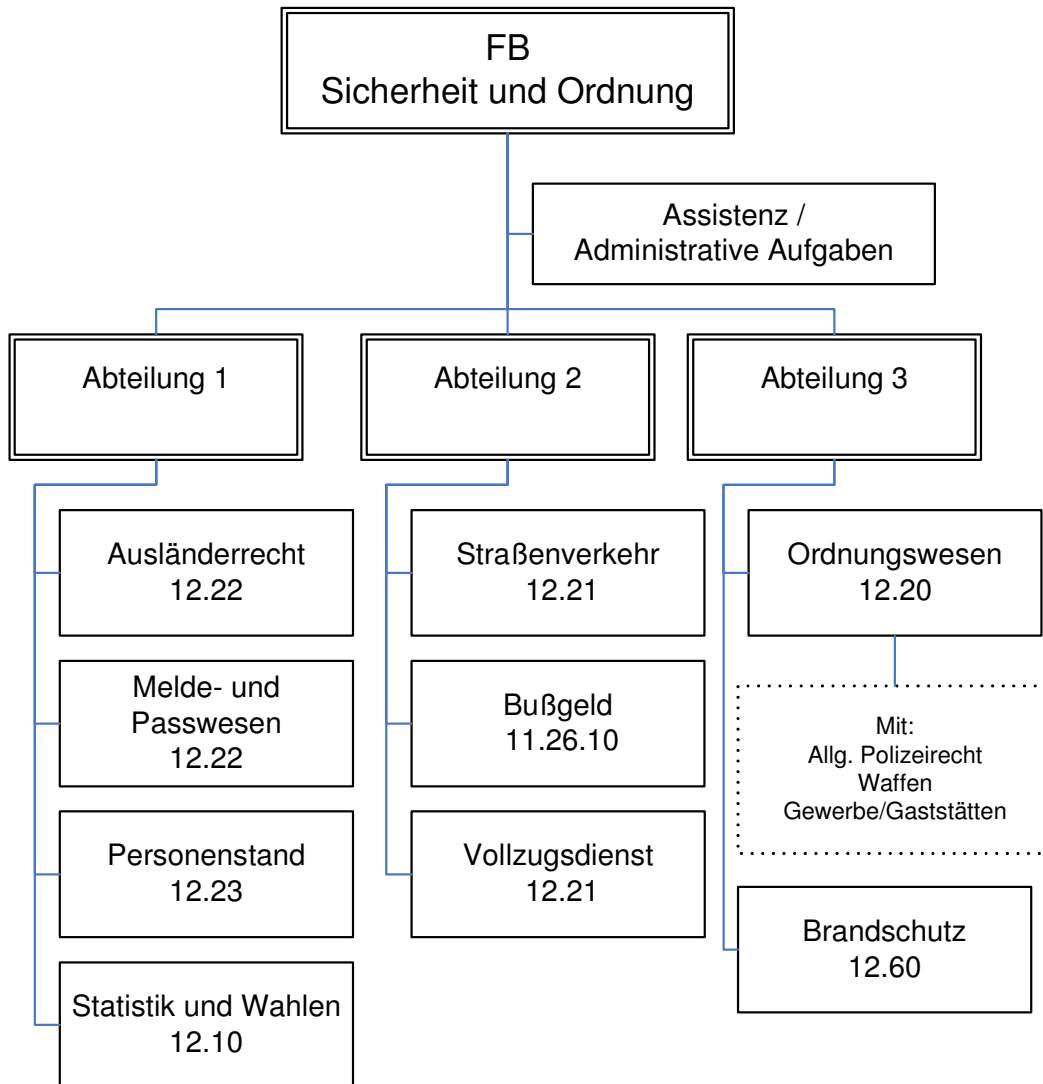 FB
Sicherheit und Ordnung
Assistenz /
Administrative Aufgaben
Abteilung 1
Abteilung 2
Abteilung 3
Ausländerrecht
12.22
Melde- und
Passwesen
12.22
Personenstand
12.23
Statistik und Wahlen
12.10
Straßenverkehr
12.21
Bußgeld
11.26.10
Vollzugsdienst
12.21
Ordnungswesen
12.20
Mit:
Allg. Polizeirecht
Waffen
Gewerbe/Gaststätten
Brandschutz
12.60